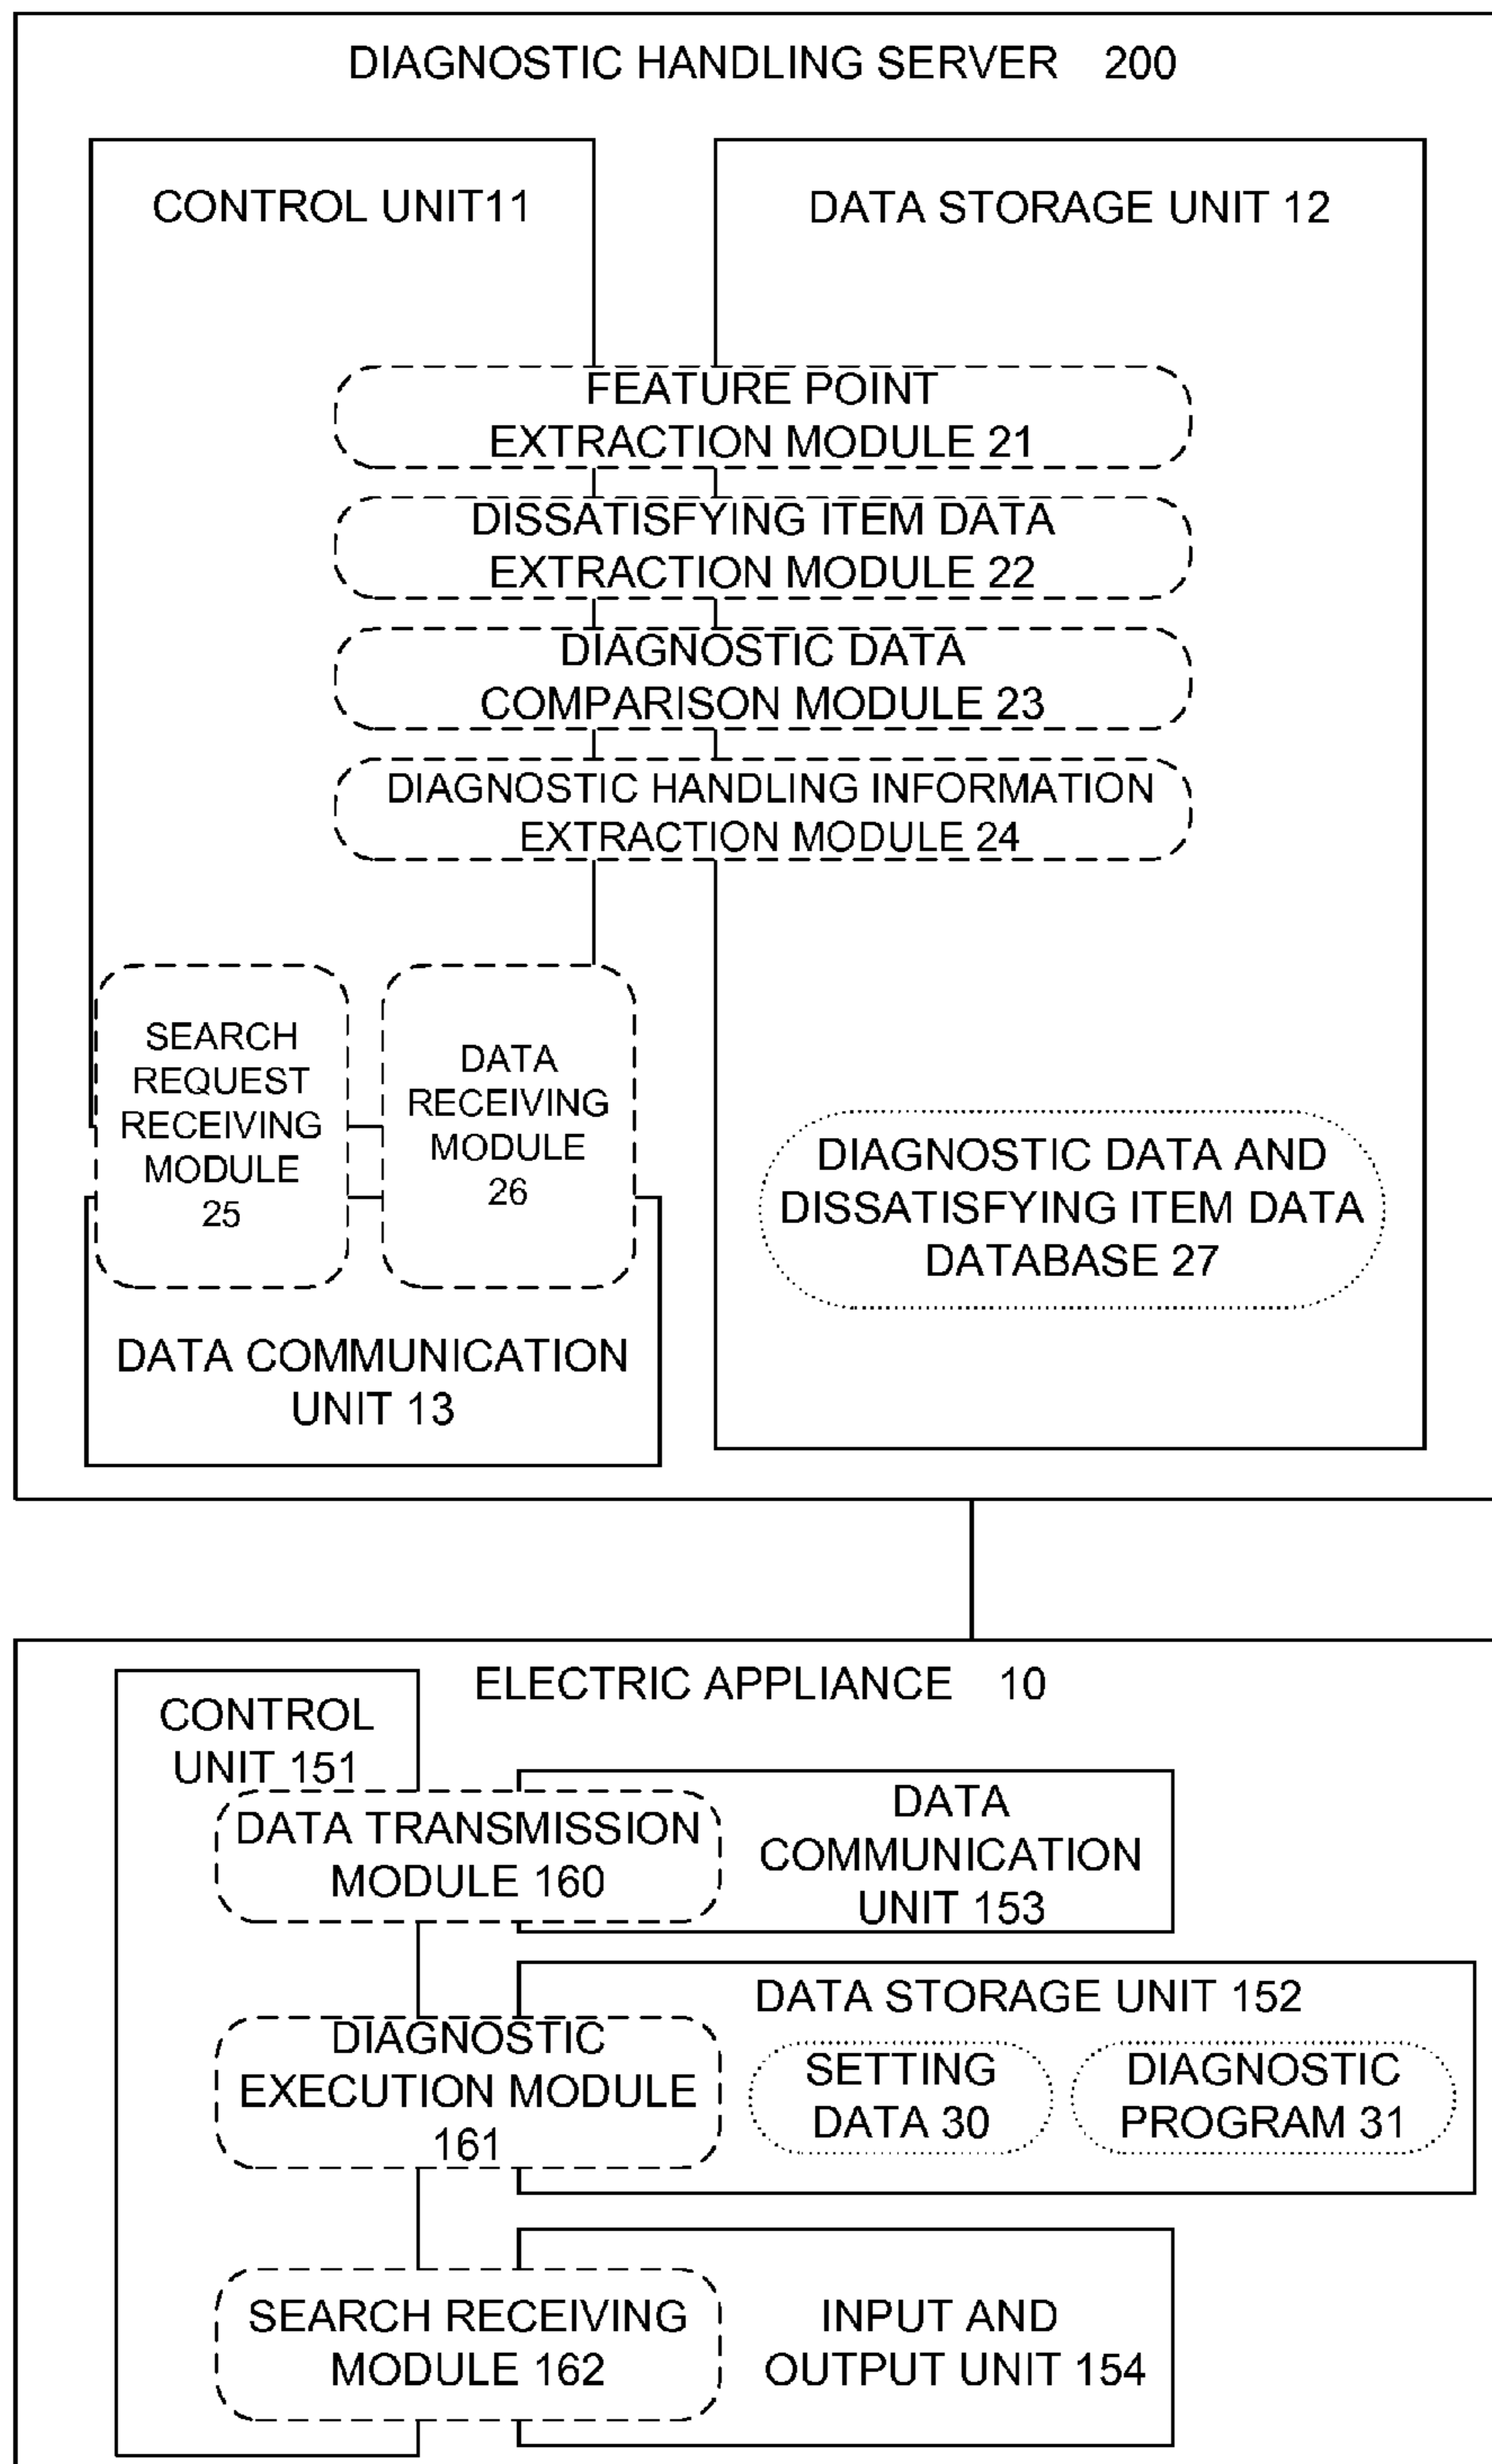 DIAGNOSTIC HANDLING SERVER 200
CONTROL UNIT11
DATA STORAGE UNIT 12
FEATURE POINT
EXTRACTION MODULE 21
DISSATISFYING ITEM DATA
EXTRACTION MODULE 22
DIAGNOSTIC DATA
COMPARISON MODULE 23
DIAGNOSTIC HANDLING INFORMATION
EXTRACTION MODULE 24
SEARCH
REQUEST
RECEIVING
MODULE
25
DATA
RECEIVING
MODULE
26
DIAGNOSTIC DATA AND
DISSATISFYING ITEM DATA
DATABASE 27
DATA COMMUNICATION
UNIT 13
ELECTRIC APPLIANCE 10
CONTROL
UNIT 151
DATA TRANSMISSION
MODULE 160
DATA
COMMUNICATION
UNIT 153
DATA STORAGE UNIT 152
DIAGNOSTIC
EXECUTION MODULE
161
SETTING
DATA 30
DIAGNOSTIC
PROGRAM 31
SEARCH RECEIVING
MODULE 162
INPUT AND
OUTPUT UNIT 154